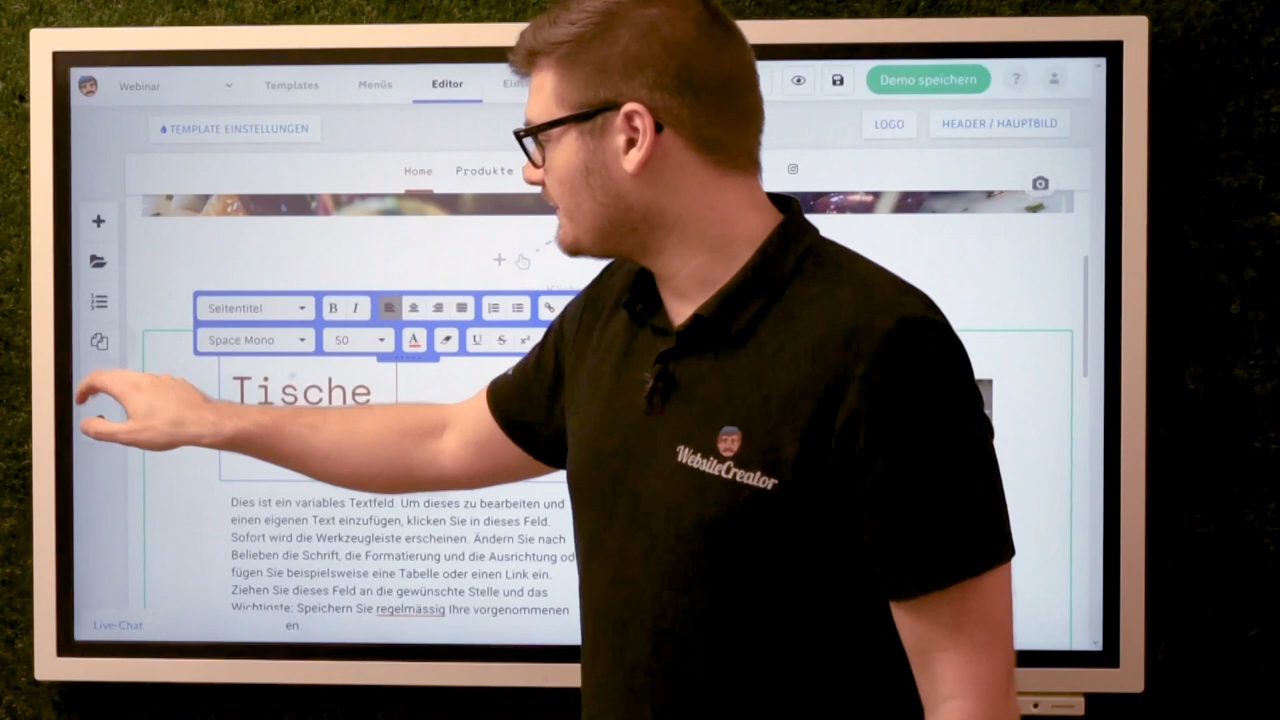 Webinar
Templates
Menüs
Editor
Demo speichern
?
TEMPLATE EINSTELLUNGEN
LOGO
HEADER / HAUPTBILD
Home
Produkte
Seitentitel
B I
Space Mono
50
A
U S x²
Tische
WebsiteCreator
Dies ist ein variables Textfeld. Um dieses zu bearbeiten und
einen eigenen Text einzufügen, klicken Sie in dieses Feld.
Sofort wird die Werkzeugleiste erscheinen. Ändern Sie nach
Belieben die Schrift, die Formatierung und die Ausrichtung od
fügen Sie beispielsweise eine Tabelle oder einen Link ein.
Ziehen Sie dieses Feld an die gewünschte Stelle und das
Wichtigste: Speichern Sie regelmässig Ihre vorgenommenen
en.
Live-Chat